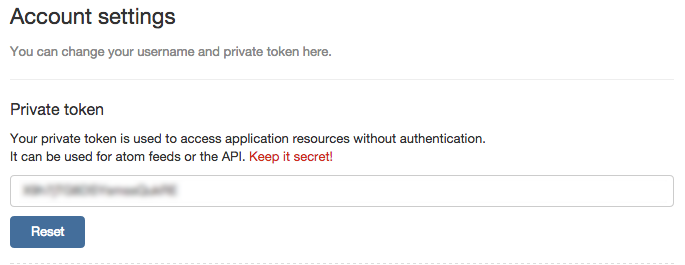 Account settings
You can change your username and private token here.
Private token
Your private token is used to access application resources without authentication.
It can be used for atom feeds or the API. Keep it secret!
Reset